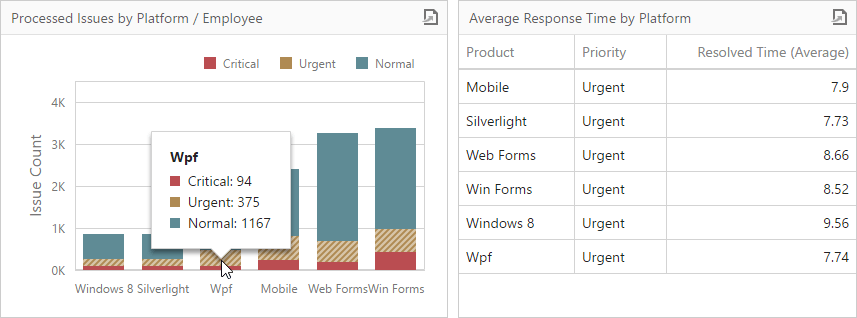 Processed Issues by Platform / Employee
Critical Urgent Normal
4K
3K
2K
1K
0K
Issue Count
Wpf
Critical: 94
Urgent: 375
Normal: 1167
Windows 8 Silverlight Wpf Mobile Web Forms Win Forms
Average Response Time by Platform
Product Priority Resolved Time (Average)
Mobile Urgent 7.9
Silverlight Urgent 7.73
Web Forms Urgent 8.66
Win Forms Urgent 8.52
Windows 8 Urgent 9.56
Wpf Urgent 7.74